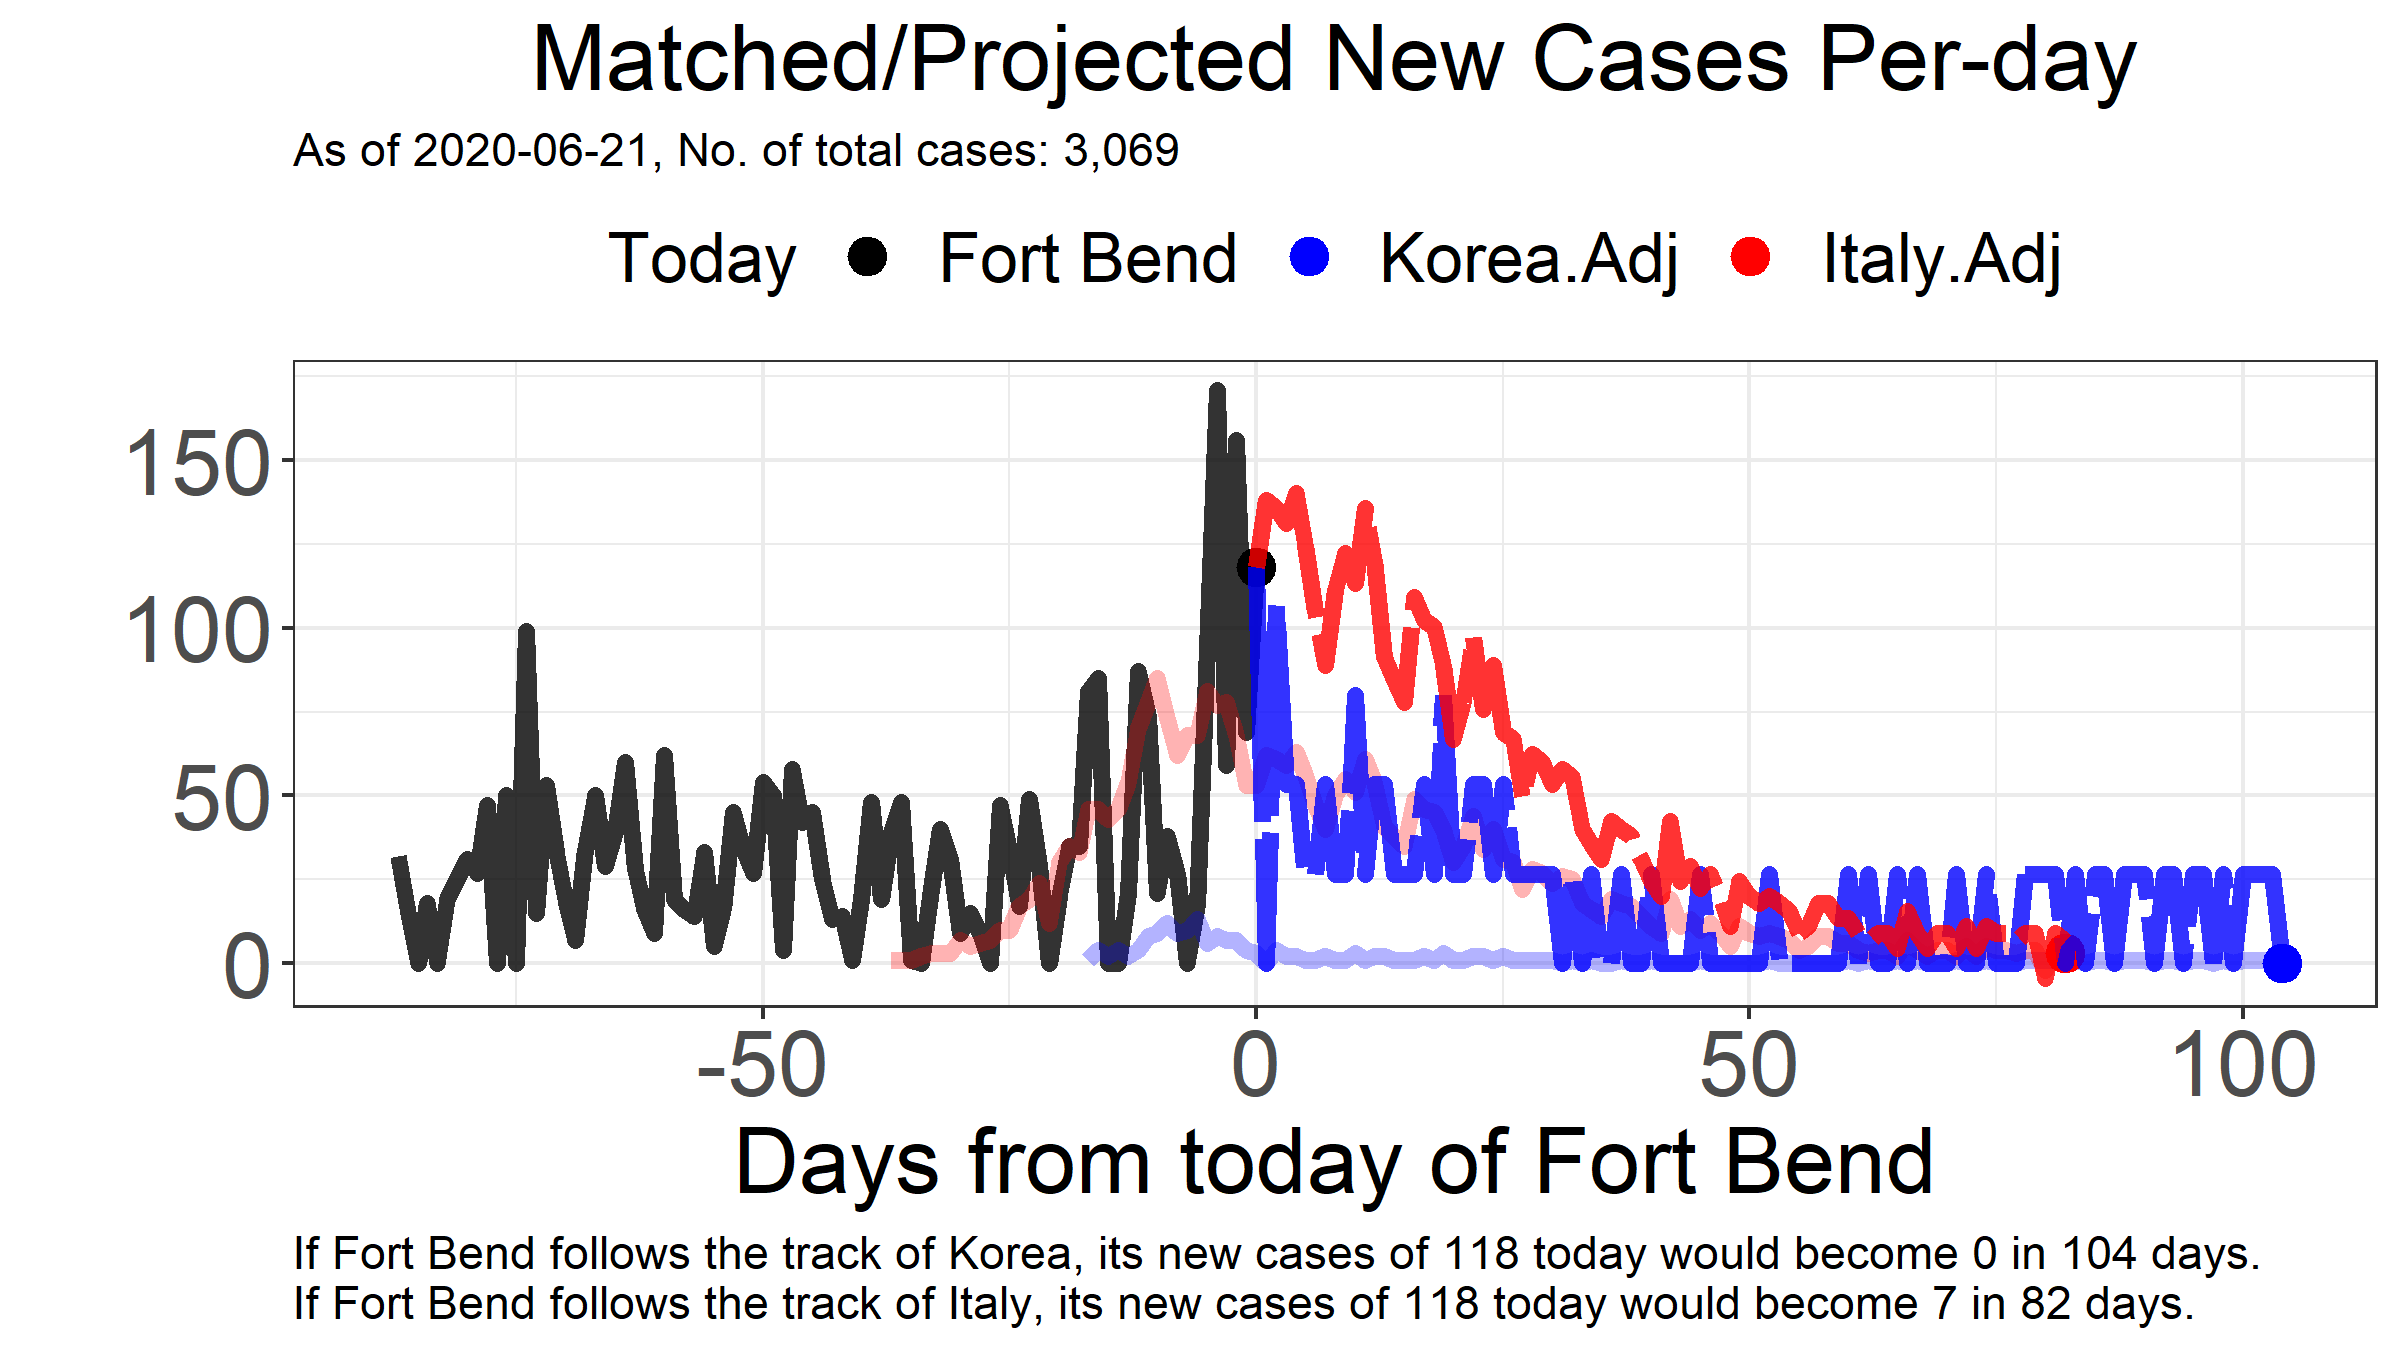 Matched/Projected New Cases Per-day
As of 2020-06-21, No. of total cases: 3,069
Today Fort Bend Korea.Adj Italy.Adj
150
100
50
0
-50 0 50 100
Days from today of Fort Bend
If Fort Bend follows the track of Korea, its new cases of 118 today would become 0 in 104 days.
If Fort Bend follows the track of Italy, its new cases of 118 today would become 7 in 82 days.